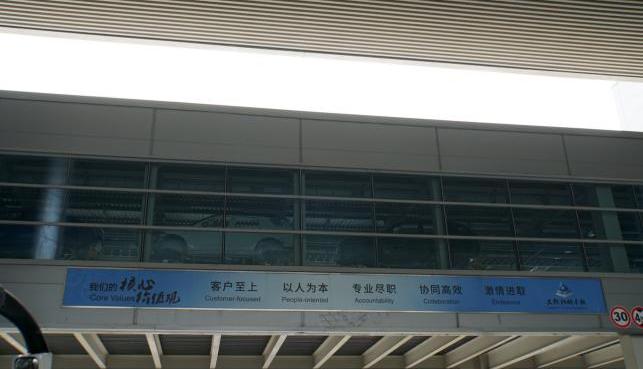 我们的 核心价值观
Core Values
客户至上
Customer-focused
以人为本
People-oriented
专业尽职
Accountability
协同高效
Collaboration
激情进取
30